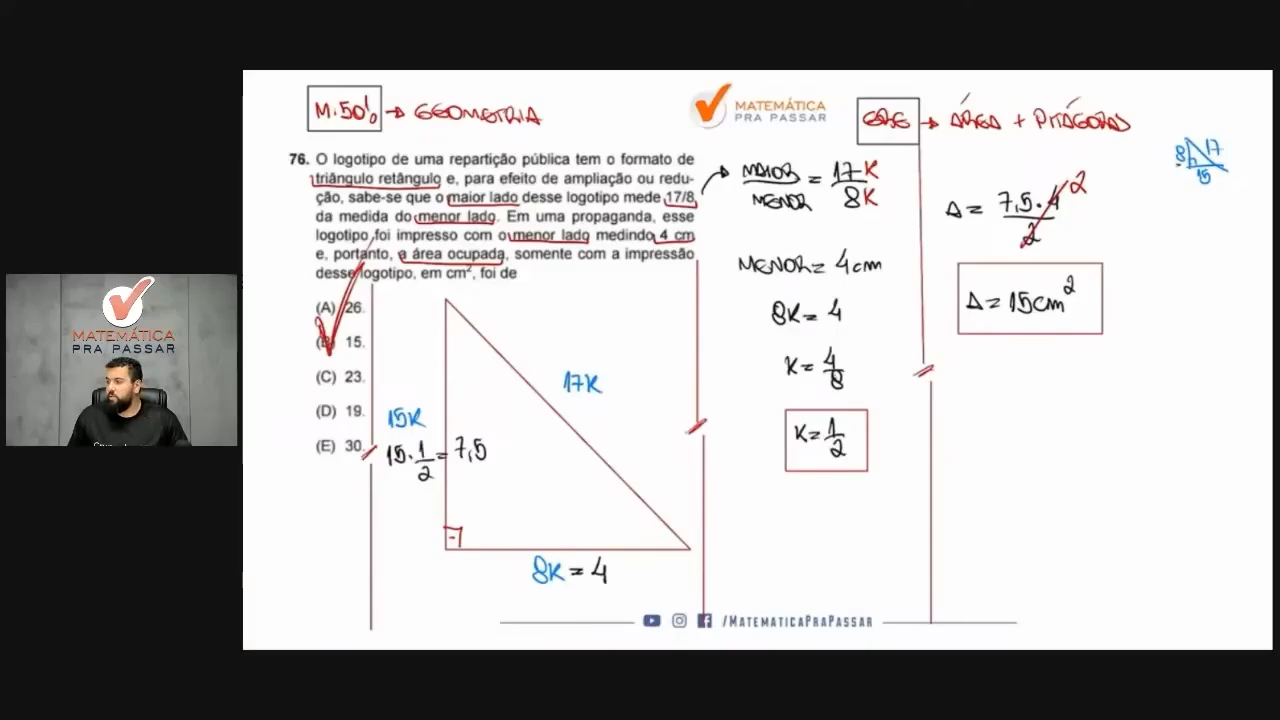 M.50% → GEOMETRIA
MATEMÁTICA
PRA PASSAR
→ ÁREA + PITÁGORAS
76. O logotipo de uma repartição pública tem o formato de
triângulo retângulo e, para efeito de ampliação ou redu-
ção, sabe-se que o maior lado desse logotipo mede 17/8
da medida do menor lado. Em uma propaganda, esse
logotipo foi impresso com o menor lado medindo 4 cm
e, portanto, a área ocupada, somente com a impressão
desse logotipo, em cm², foi de
(A) 26.
(B) 15.
(C) 23.
(D) 19.
(E) 30.
15K
15·1/2 = 7,5
17K
8K = 4
MAIOR/MENOR = 17K/8K
MENOR = 4cm
8K = 4
K = 4/8
K = 1/2
A = 7,5·4/2
2
A = 15cm²
8
17
15
MATEMÁTICA
PRA PASSAR
/MATEMATICAPRAPASSAR